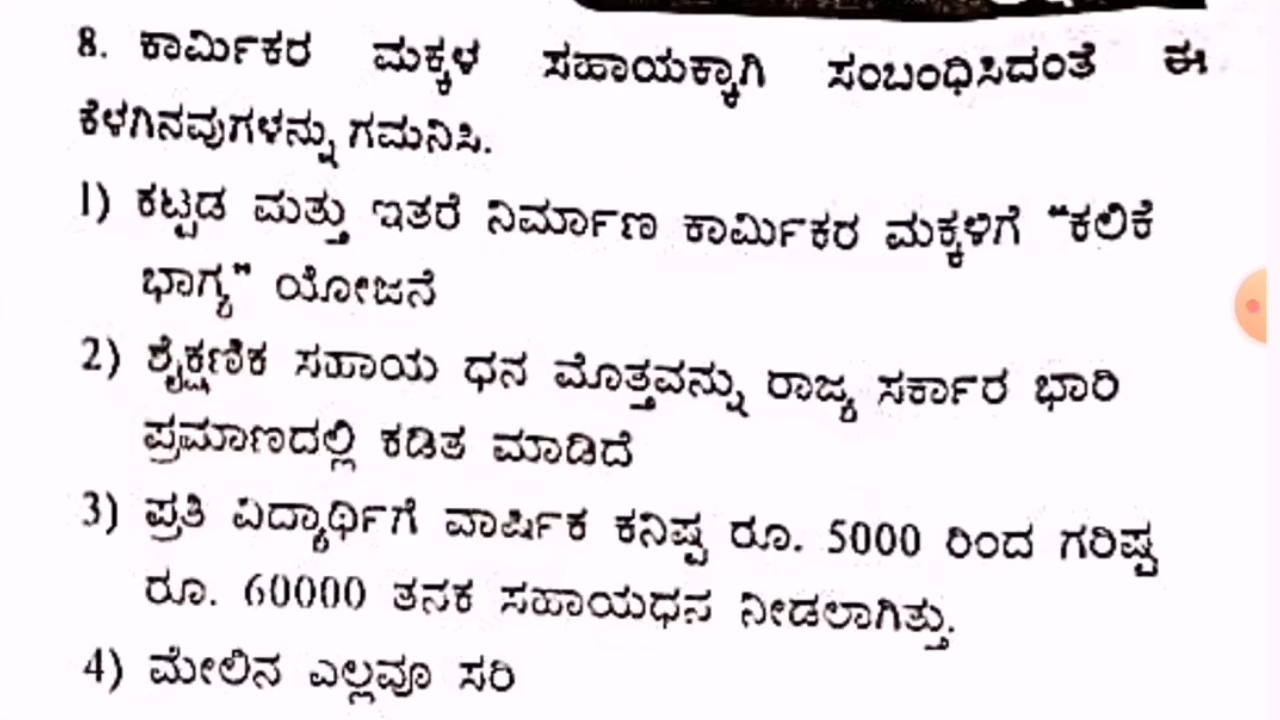 8. ಕಾರ್ಮಿಕರ ಮಕ್ಕಳ ಸಹಾಯಕ್ಕಾಗಿ ಸಂಬಂಧಿಸಿದಂತೆ ಈ
ಕೆಳಗಿನವುಗಳನ್ನು ಗಮನಿಸಿ.
1) ಕಟ್ಟಡ ಮತ್ತು ಇತರೆ ನಿರ್ಮಾಣ ಕಾರ್ಮಿಕರ ಮಕ್ಕಳಿಗೆ “ಕಲಿಕೆ
ಭಾಗ್ಯ” ಯೋಜನೆ
2) ಶೈಕ್ಷಣಿಕ ಸಹಾಯ ಧನ ಮೊತ್ತವನ್ನು ರಾಜ್ಯ ಸರ್ಕಾರ ಭಾರಿ
ಪ್ರಮಾಣದಲ್ಲಿ ಕಡಿತ ಮಾಡಿದೆ
3) ಪ್ರತಿ ವಿದ್ಯಾರ್ಥಿಗೆ ವಾರ್ಷಿಕ ಕನಿಷ್ಠ ರೂ. 5000 ರಿಂದ ಗರಿಷ್ಟ
ರೂ. 60000 ತನಕ ಸಹಾಯಧನ ನೀಡಲಾಗಿತ್ತು.
4) ಮೇಲಿನ ಎಲ್ಲವೂ ಸರಿ